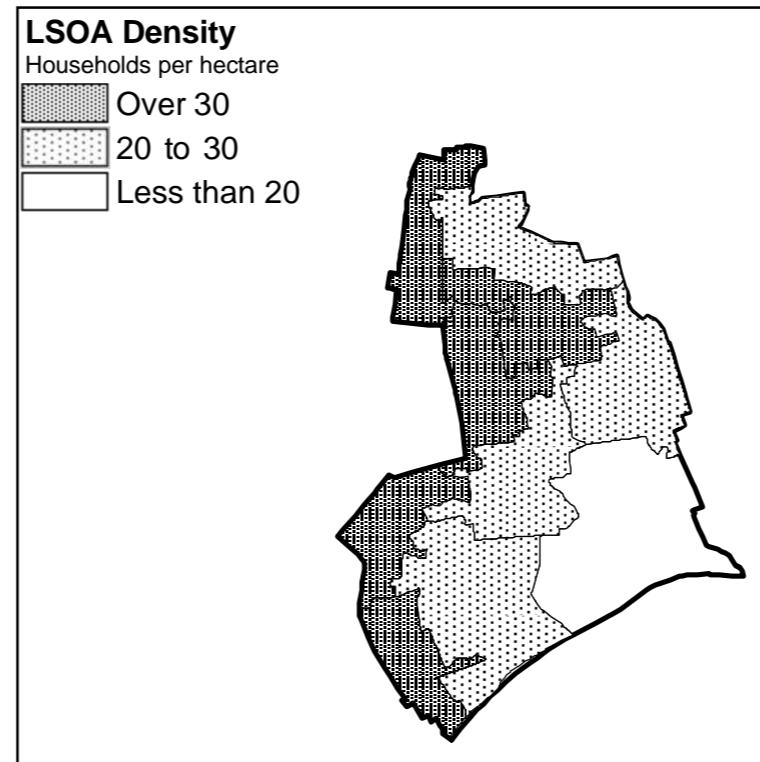 LSOA Density
Households per hectare
Over 30
20 to 30
Less than 20